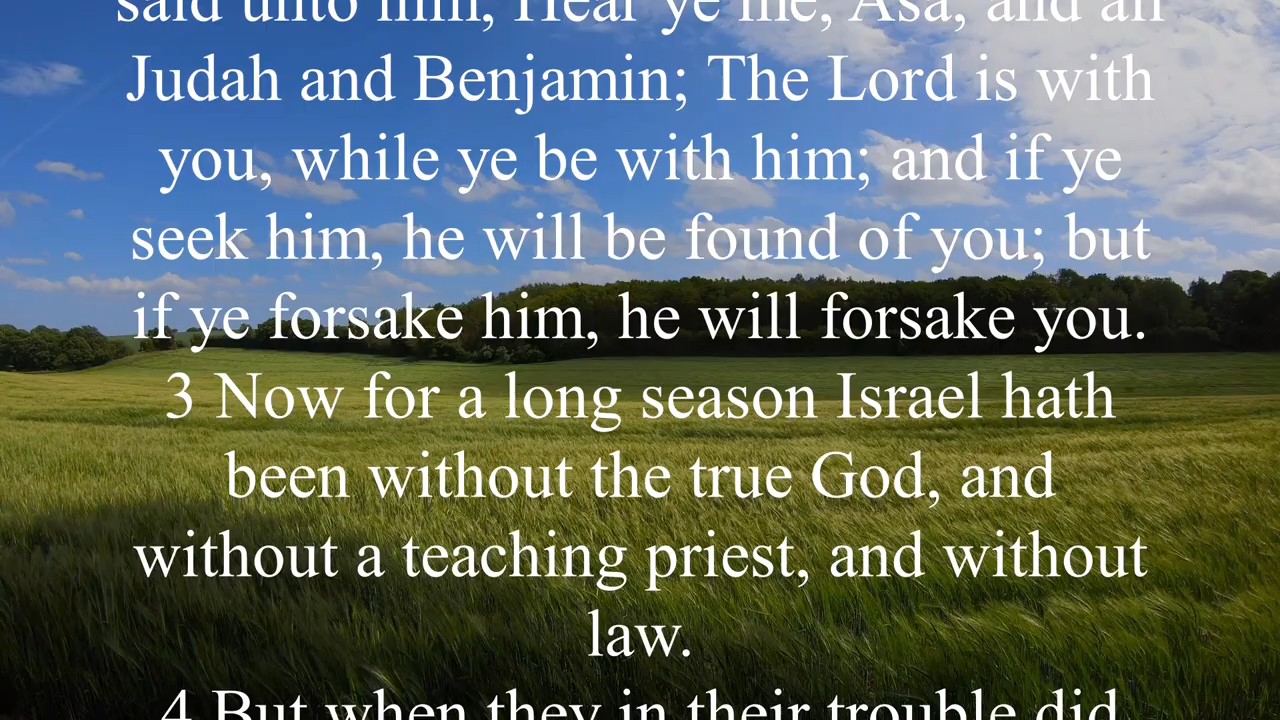 said unto him, Hear ye me, Asa, and all
Judah and Benjamin; The Lord is with
you, while ye be with him; and if ye
seek him, he will be found of you; but
if ye forsake him, he will forsake you.
3 Now for a long season Israel hath
been without the true God, and
without a teaching priest, and without
law.
4 But when they in their trouble did